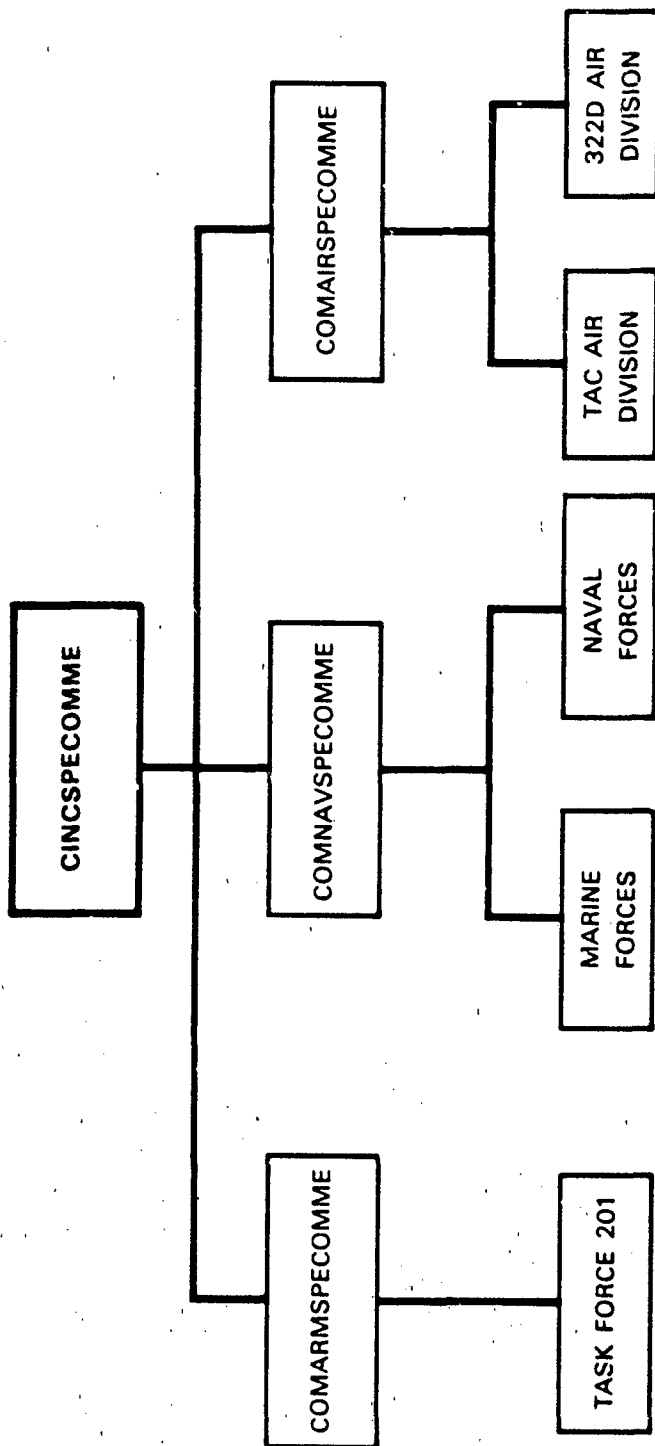 CINCSPECOMME
COMARMSPECOMME
COMNAVSPECOMME
COMAIRSPECOMME
TASK FORCE 201
MARINE
FORCES
NAVAL
FORCES
TAC AIR
DIVISION
322D AIR
DIVISION